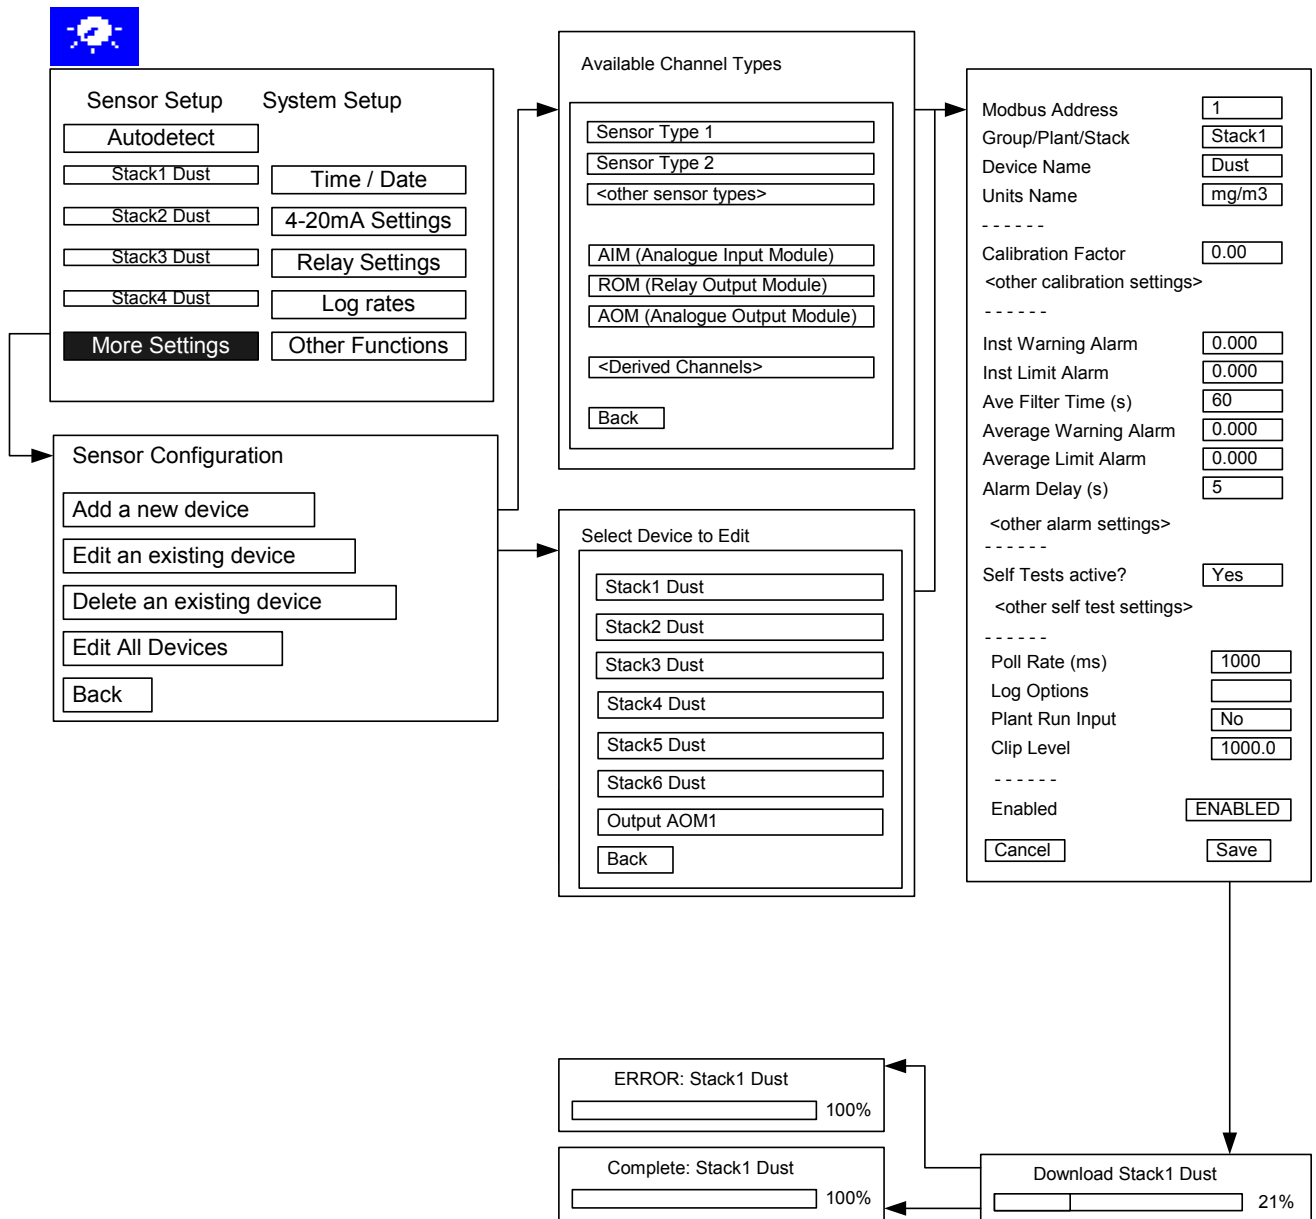 Sensor Setup
System Setup
Autodetect
Stack1 Dust
Stack2 Dust
Stack3 Dust
Stack4 Dust
More Settings
Time / Date
4-20mA Settings
Relay Settings
Log rates
Other Functions
Sensor Configuration
Add a new device
Edit an existing device
Delete an existing device
Edit All Devices
Back
Available Channel Types
Sensor Type 1
Sensor Type 2
<other sensor types>
AIM (Analogue Input Module)
ROM (Relay Output Module)
AOM (Analogue Output Module)
<Derived Channels>
Back
Select Device to Edit
Stack1 Dust
Stack2 Dust
Stack3 Dust
Stack4 Dust
Stack5 Dust
Stack6 Dust
Output AOM1
Back
Modbus Address 1
Group/Plant/Stack Stack1
Device Name Dust
Units Name mg/m3
- - - - - -
Calibration Factor 0.00
<other calibration settings>
- - - - - -
Inst Warning Alarm 0.000
Inst Limit Alarm 0.000
Ave Filter Time (s) 60
Average Warning Alarm 0.000
Average Limit Alarm 0.000
Alarm Delay (s) 5
<other alarm settings>
- - - - - -
Self Tests active? Yes
<other self test settings>
- - - - - -
Poll Rate (ms) 1000
Log Options
Plant Run Input No
Clip Level 1000.0
- - - - - -
Enabled ENABLED
Cancel Save
ERROR: Stack1 Dust
100%
Complete: Stack1 Dust
100%
Download Stack1 Dust
21%